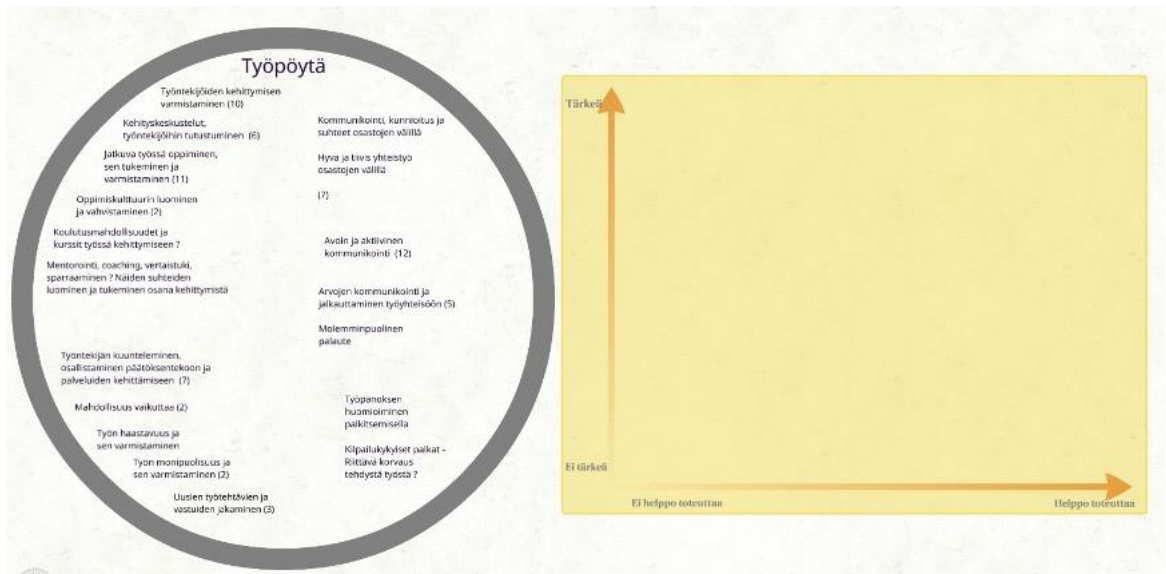 Työpöytä
Työntekijöiden kehittymisen
varmistaminen (10)
Kehityskeskustelut,
työntekijöihin tutustuminen (6)
Jatkuva työssä oppiminen,
sen tukeminen ja
varmistaminen (11)
Oppimiskulttuurin luominen
ja vahvistaminen (2)
Koulutusmahdollisuudet ja
kurssit työssä kehittymiseen ?
Mentorointi, coaching, vertaistuki,
sparraaminen ? Näiden suhteiden
luominen ja tukeminen osana kehittymistä
Työntekijän kuunteleminen,
osallistaminen päätöksentekoon ja
palveluiden kehittämiseen (7)
Mahdollisuus vaikuttaa (2)
Työn haastavuus ja
sen varmistaminen
Työn monipuolisuus ja
sen varmistaminen (2)
Uusien työtehtävien ja
vastuiden jakaminen (3)
Kommunikointi, kunnioitus ja
suhteet osastojen välillä
Hyvä ja tiivis yhteistyö
osastojen välillä
(7)
Avoin ja aktiivinen
kommunikointi (12)
Arvojen kommunikointi ja
jalkauttaminen työyhteisöön (5)
Molemminpuolinen
palaute
Työpanoksen
huomioiminen
palkitsemisella
Kilpailukykyiset palkat -
Riittävä korvaus
tehdystä työstä ?
Tärkeä
Ei tärkeä
Ei helppo toteuttaa
Helppo toteuttaa